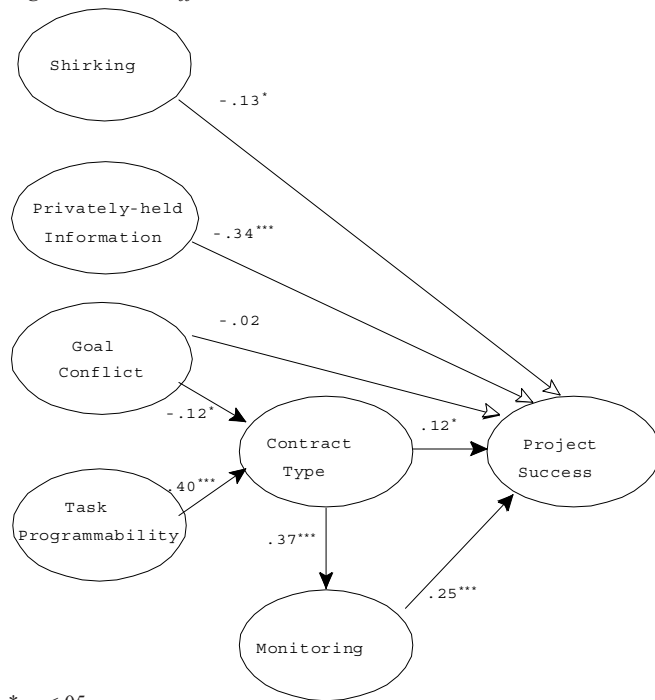 Shirking
-.13*
Privately-held
Information
-.34***
-.02
Goal
Conflict
-.12*
Contract
Type
.12*
Project
Success
.40***
Task
Programmability
.37***
.25***
Monitoring